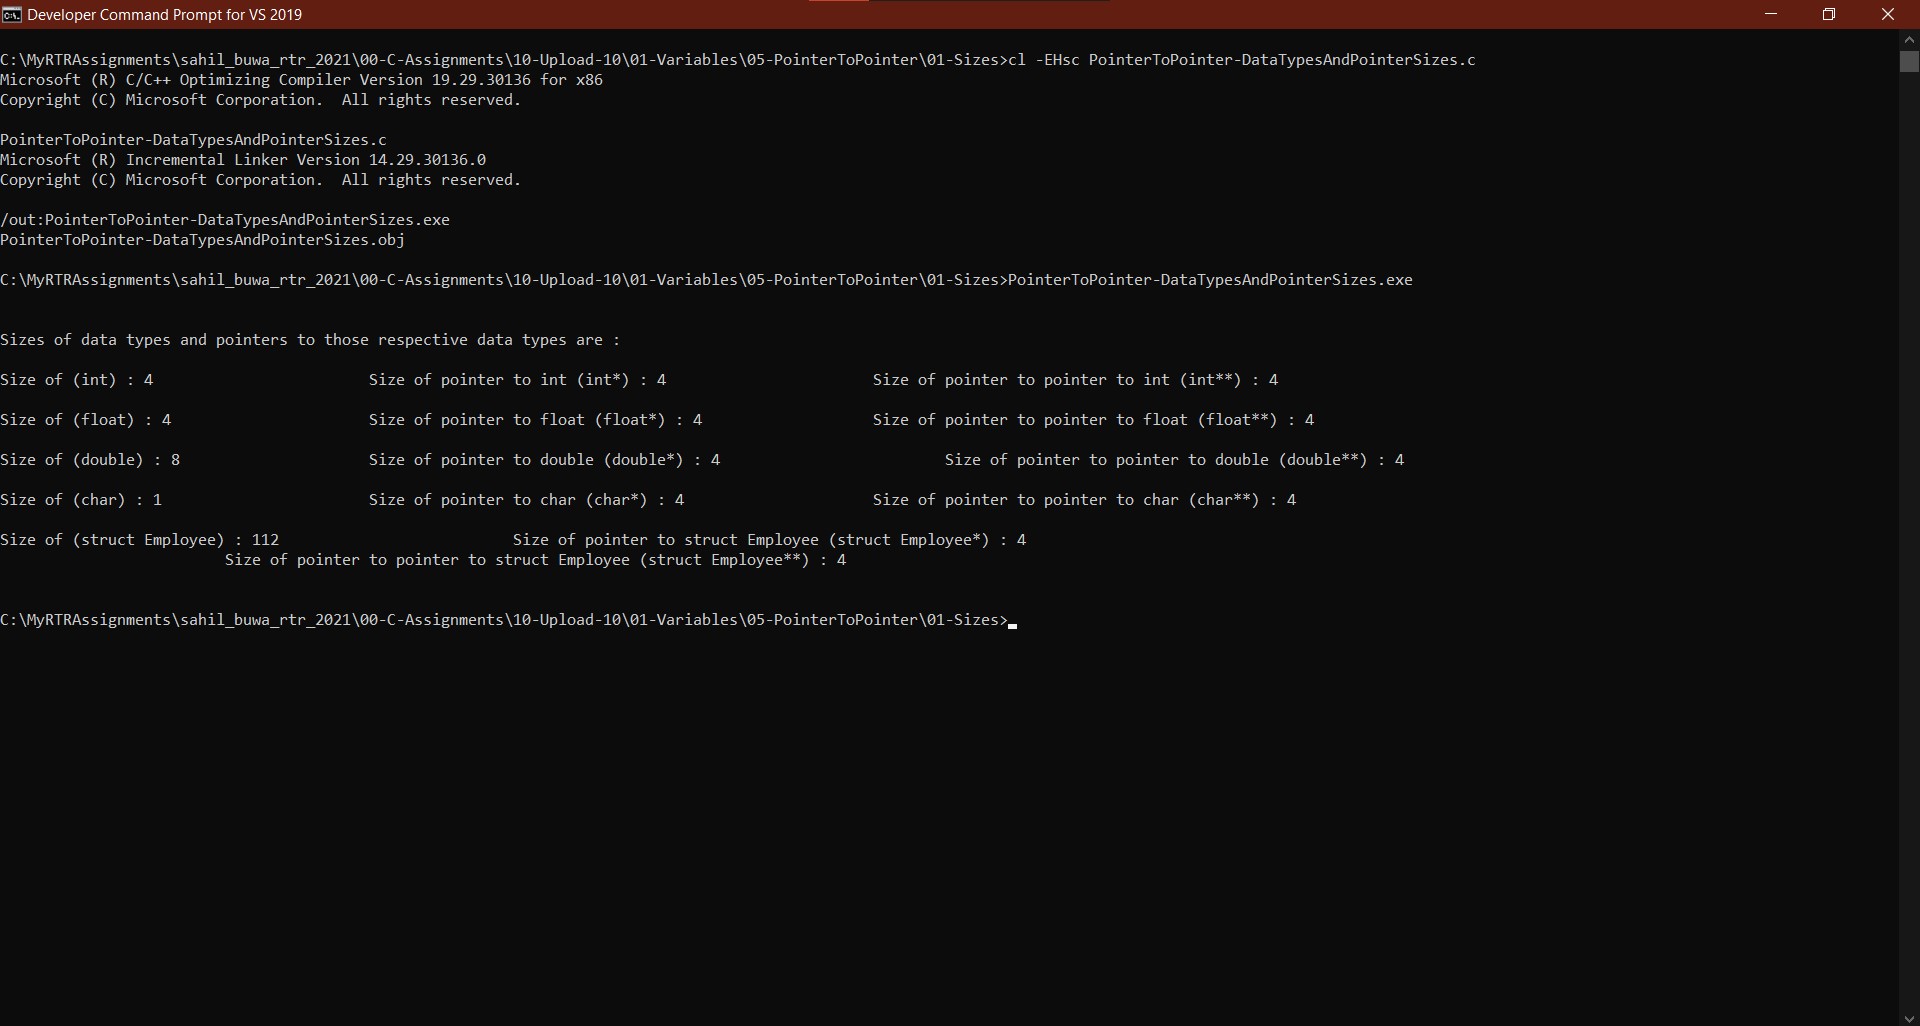 Developer Command Prompt for VS 2019
C:\MyRTRAssignments\sahil_buwa_rtr_2021\00-C-Assignments\10-Upload-10\01-Variables\05-PointerToPointer\01-Sizes>cl -EHsc PointerToPointer-DataTypesAndPointerSizes.c
Microsoft (R) C/C++ Optimizing Compiler Version 19.29.30136 for x86
Copyright (C) Microsoft Corporation.  All rights reserved.
PointerToPointer-DataTypesAndPointerSizes.c
Microsoft (R) Incremental Linker Version 14.29.30136.0
Copyright (C) Microsoft Corporation.  All rights reserved.
/out:PointerToPointer-DataTypesAndPointerSizes.exe
PointerToPointer-DataTypesAndPointerSizes.obj
C:\MyRTRAssignments\sahil_buwa_rtr_2021\00-C-Assignments\10-Upload-10\01-Variables\05-PointerToPointer\01-Sizes>PointerToPointer-DataTypesAndPointerSizes.exe
Sizes of data types and pointers to those respective data types are :
Size of (int) : 4 Size of pointer to int (int*) : 4 Size of pointer to pointer to int (int**) : 4
Size of (float) : 4 Size of pointer to float (float*) : 4 Size of pointer to pointer to float (float**) : 4
Size of (double) : 8 Size of pointer to double (double*) : 4 Size of pointer to pointer to double (double**) : 4
Size of (char) : 1 Size of pointer to char (char*) : 4 Size of pointer to pointer to char (char**) : 4
Size of (struct Employee) : 112 Size of pointer to struct Employee (struct Employee*) : 4
Size of pointer to pointer to struct Employee (struct Employee**) : 4
C:\MyRTRAssignments\sahil_buwa_rtr_2021\00-C-Assignments\10-Upload-10\01-Variables\05-PointerToPointer\01-Sizes>